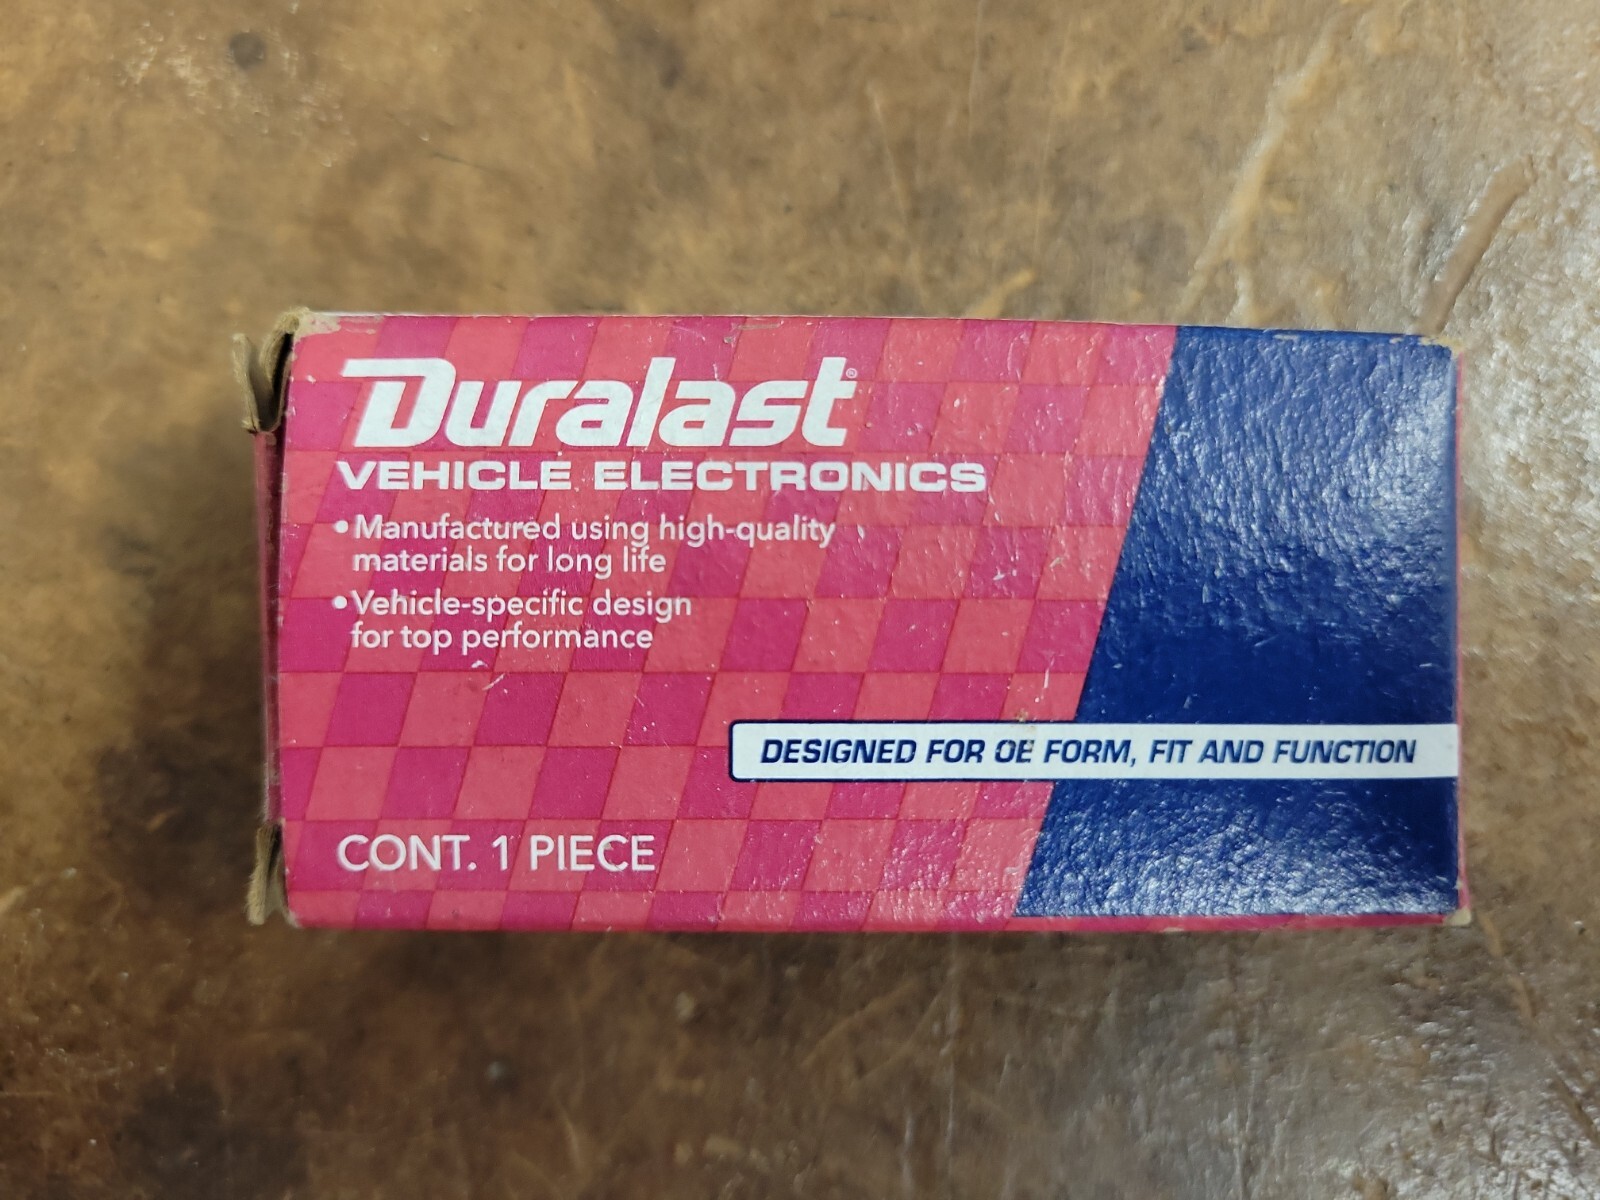 Duralast®
VEHICLE ELECTRONICS
• Manufactured using high-quality
materials for long life
• Vehicle-specific design
for top performance
DESIGNED FOR OE FORM, FIT AND FUNCTION
CONT. 1 PIECE